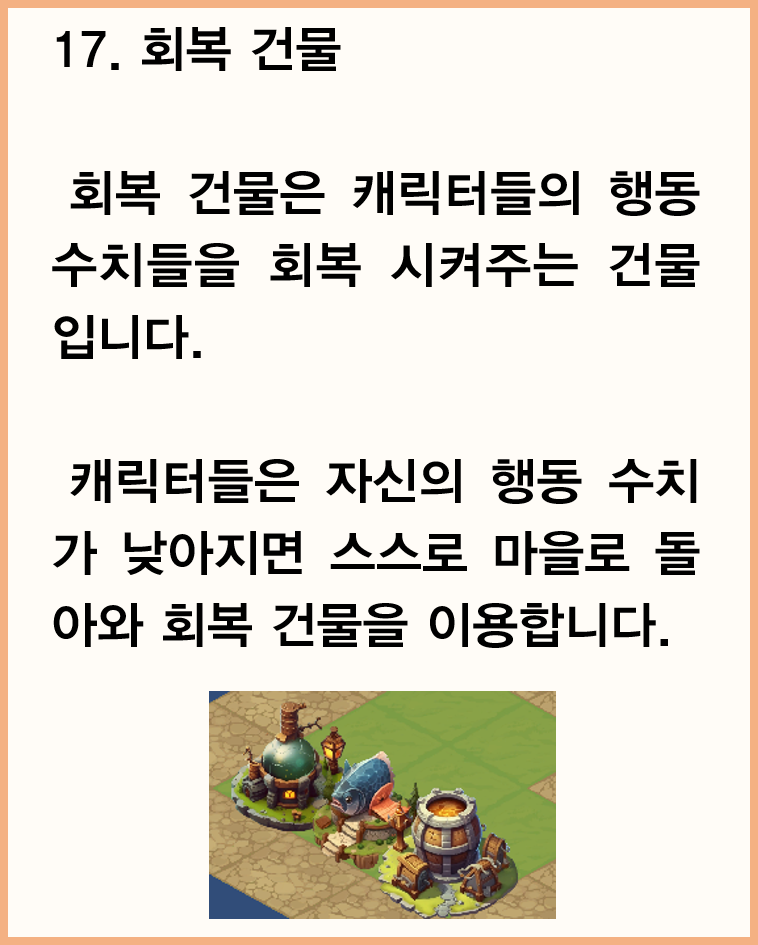 17. 회복 건물
회복 건물은 캐릭터들의 행동
수치들을 회복 시켜주는 건물
입니다.
캐릭터들은 자신의 행동 수치
가 낮아지면 스스로 마을로 돌
아와 회복 건물을 이용합니다.